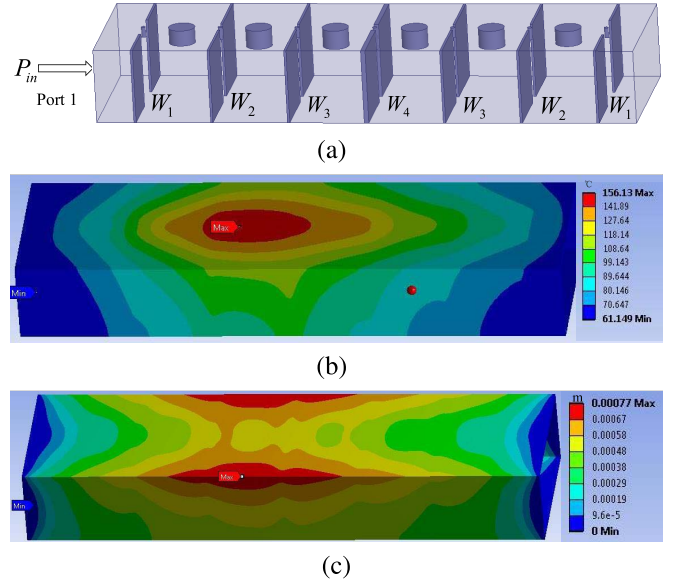 P_in
Port 1
W_1
W_2
W_3
W_4
W_3
W_2
W_1
(a)
Max
Min
℃
156.13 Max
141.89
127.64
118.14
108.64
99.143
89.644
80.146
70.647
61.149 Min
(b)
Max
Min
m
0.00077 Max
0.00067
0.00058
0.00048
0.00038
0.00029
0.00019
9.6e-5
0 Min
(c)